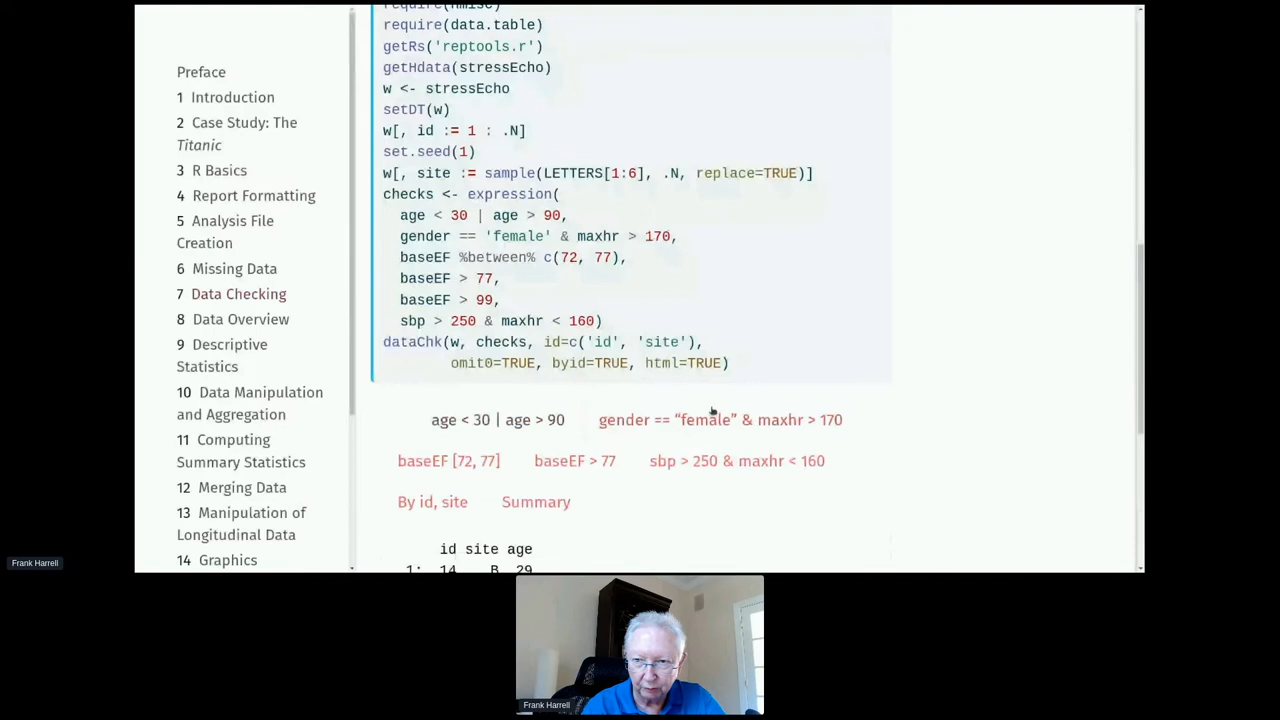 require(Hmisc)
require(data.table)
getRs('reptools.r')
getHdata(stressEcho)
w <- stressEcho
setDT(w)
w[, id := 1 : .N]
set.seed(1)
w[, site := sample(LETTERS[1:6], .N, replace=TRUE)]
checks <- expression(
age < 30 | age > 90,
gender == 'female' & maxhr > 170,
baseEF %between% c(72, 77),
baseEF > 77,
baseEF > 99,
sbp > 250 & maxhr < 160)
dataChk(w, checks, id=c('id', 'site'),
omit0=TRUE, byid=TRUE, html=TRUE)
age < 30 | age > 90
gender == “female” & maxhr > 170
baseEF [72, 77]
baseEF > 77
sbp > 250 & maxhr < 160
By id, site
Summary
id site age
1: 14 B 29
Preface
1 Introduction
2 Case Study: The
Titanic
3 R Basics
4 Report Formatting
5 Analysis File
Creation
6 Missing Data
7 Data Checking
8 Data Overview
9 Descriptive
Statistics
10 Data Manipulation
and Aggregation
11 Computing
Summary Statistics
12 Merging Data
13 Manipulation of
Longitudinal Data
14 Graphics
Frank Harrell
Frank Harrell